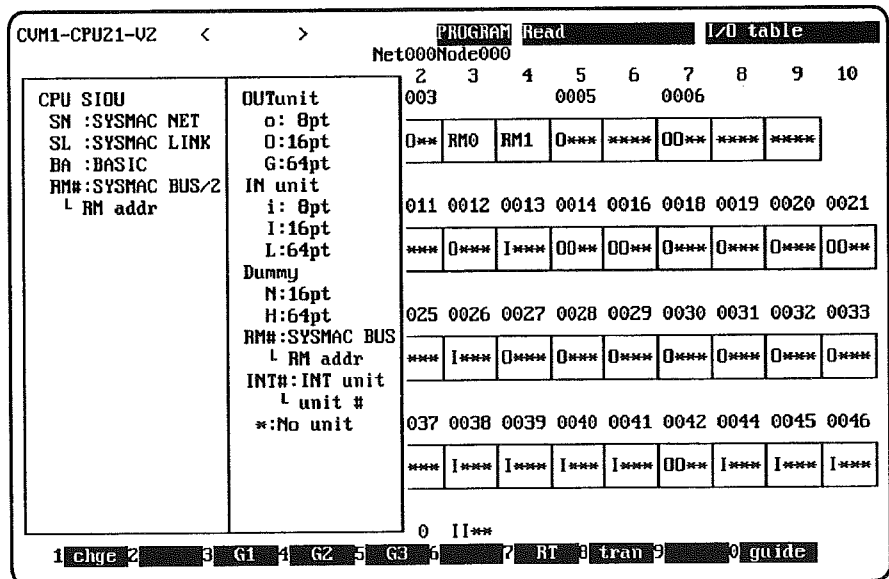 CVM1-CPU21-V2 < > PROGRAM Read I/O table
Net000Node000
2 3 4 5 6 7 8 9 10
CPU SIOU OUTunit 003 0005 0006
SN :SYSMAC NET o: 8pt
SL :SYSMAC LINK O:16pt O** RM0 RM1 O*** **** OO** **** ****
BA :BASIC G:64pt
RM#:SYSMAC BUS/2 IN unit
└ RM addr i: 8pt 011 0012 0013 0014 0016 0018 0019 0020 0021
I:16pt
L:64pt *** O*** I*** OO** OO** O*** O*** O*** OO**
Dummy
N:16pt
H:64pt 025 0026 0027 0028 0029 0030 0031 0032 0033
RM#:SYSMAC BUS
└ RM addr *** I*** O*** O*** O*** O*** O*** O*** O***
INT#:INT unit
└ unit #
*:No unit 037 0038 0039 0040 0041 0042 0044 0045 0046
*** I*** I*** I*** I*** OO** I*** I*** I***
0 II**
1 chge 2 3 G1 4 G2 5 G3 6 7 RT 8 tran 9 0 guide